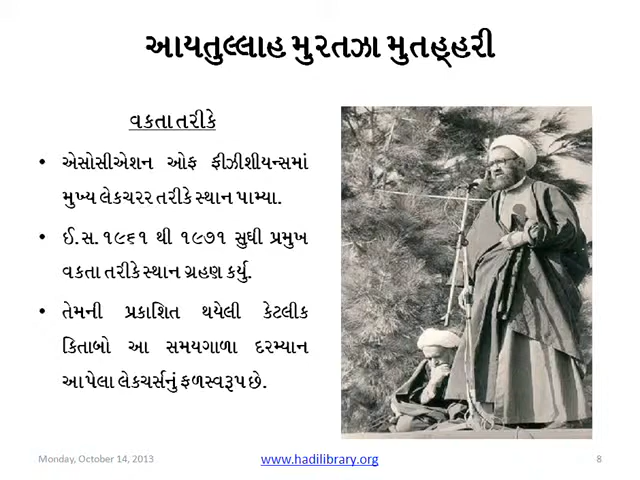 આયતુલ્લાહ મુરતઝા મુતહ્હરી
વકતા તરીકે
• એસોસીએશન ઓફ ફીઝીશીયન્સમાં
મુખ્ય લેકચરર તરીકે સ્થાન પામ્યા.
• ઈ.સ. ૧૯૬૧ થી ૧૯૭૧ સુધી પ્રમુખ
વકતા તરીકે સ્થાન ગ્રહણ કર્યુ.
• તેમની પ્રકાશિત થયેલી કેટલીક
કિતાબો આ સમયગાળા દરમ્યાન
આપેલા લેકચર્સનું ફળસ્વરૂપ છે.
Monday, October 14, 2013
www.hadilibrary.org
8